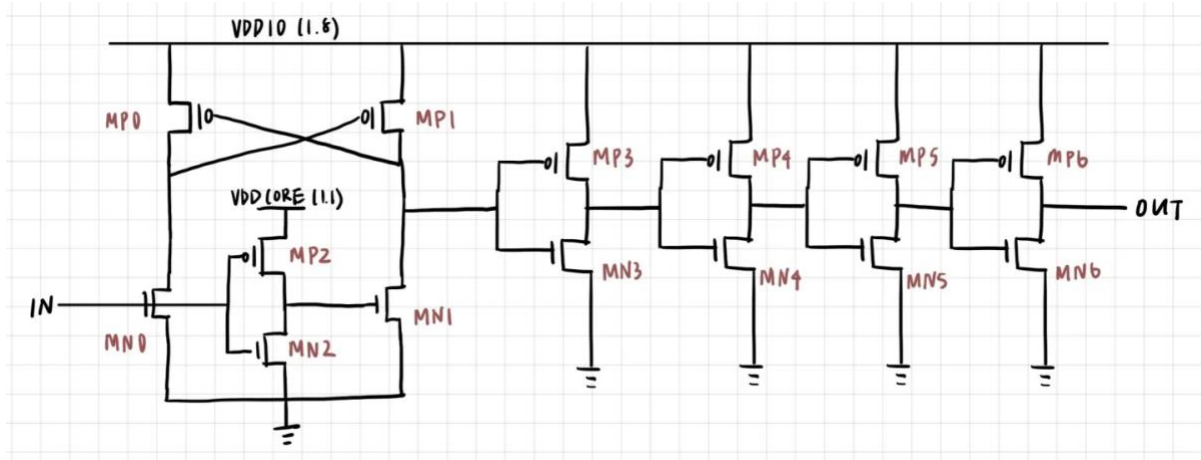 VDDIO (1.8)
MP0
MP1
MP3
MP4
MP5
MP6
VDDCORE (1.1)
MP2
OUT
IN
MN0
MN2
MN1
MN3
MN4
MN5
MN6